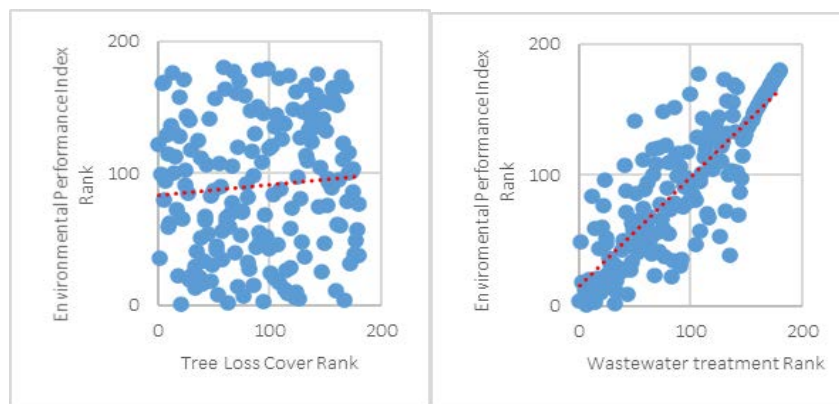 Environmental Performance Index
Rank
200
100
0
0
100
200
Tree Loss Cover Rank
Enviromental Performance Index
Rank
200
100
0
0
100
200
Wastewater treatment Rank